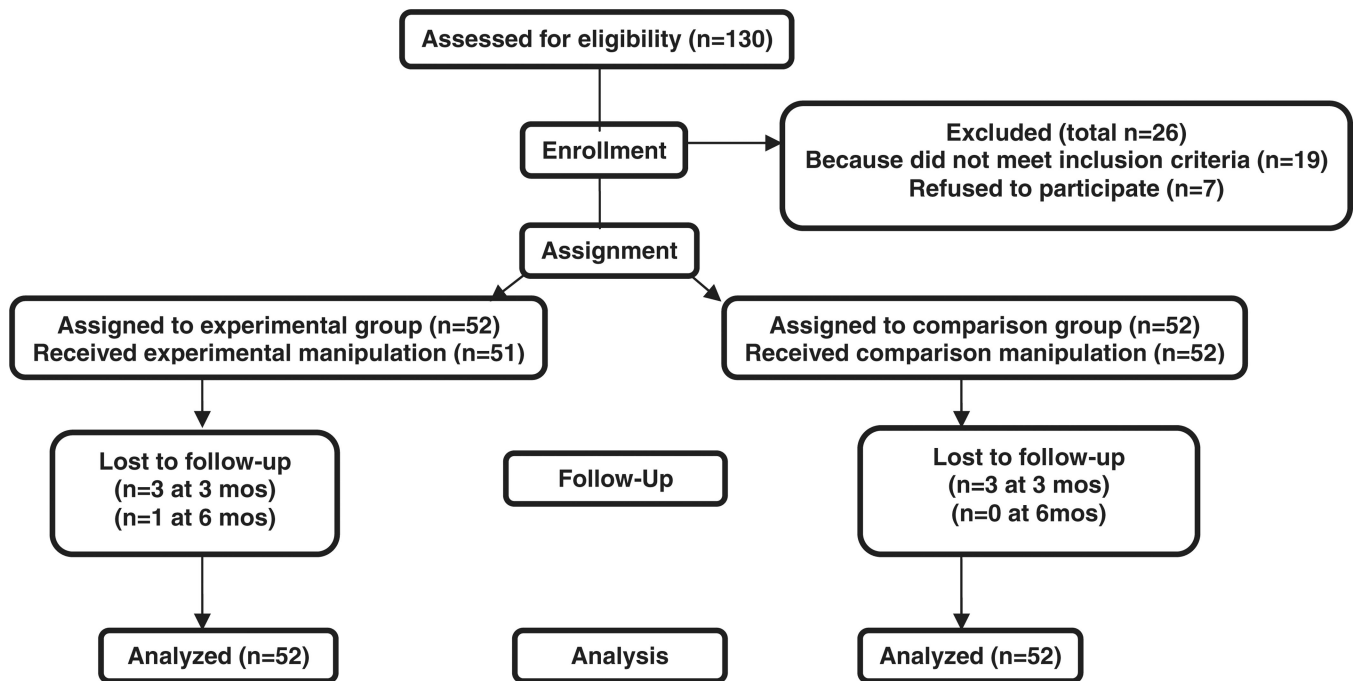 Assessed for eligibility (n=130)
Enrollment
Excluded (total n=26)
Because did not meet inclusion criteria (n=19)
Refused to participate (n=7)
Assignment
Assigned to experimental group (n=52)
Received experimental manipulation (n=51)
Assigned to comparison group (n=52)
Received comparison manipulation (n=52)
Lost to follow-up
(n=3 at 3 mos)
(n=1 at 6 mos)
Follow-Up
Lost to follow-up
(n=3 at 3 mos)
(n=0 at 6mos)
Analyzed (n=52)
Analysis
Analyzed (n=52)